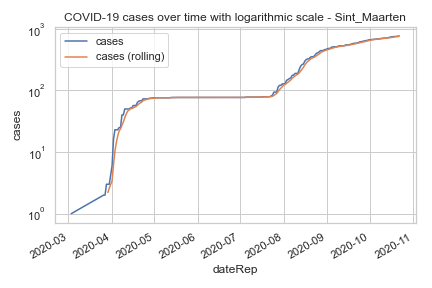 COVID-19 cases over time with logarithmic scale - Sint_Maarten
cases
cases (rolling)
10³
10²
10¹
10⁰
cases
2020-03
2020-04
2020-05
2020-06
2020-07
2020-08
2020-09
2020-10
2020-11
dateRep